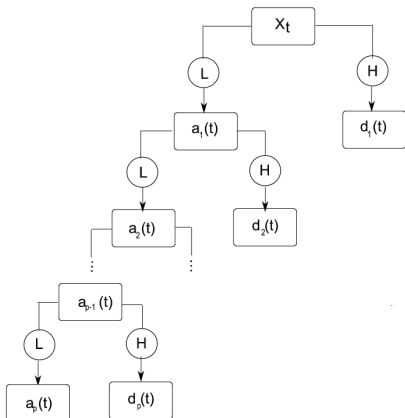 X_t
L
H
a_1(t)
d_1(t)
L
H
a_2(t)
d_2(t)
⋮
⋮
a_{p-1}(t)
L
H
a_p(t)
d_p(t)